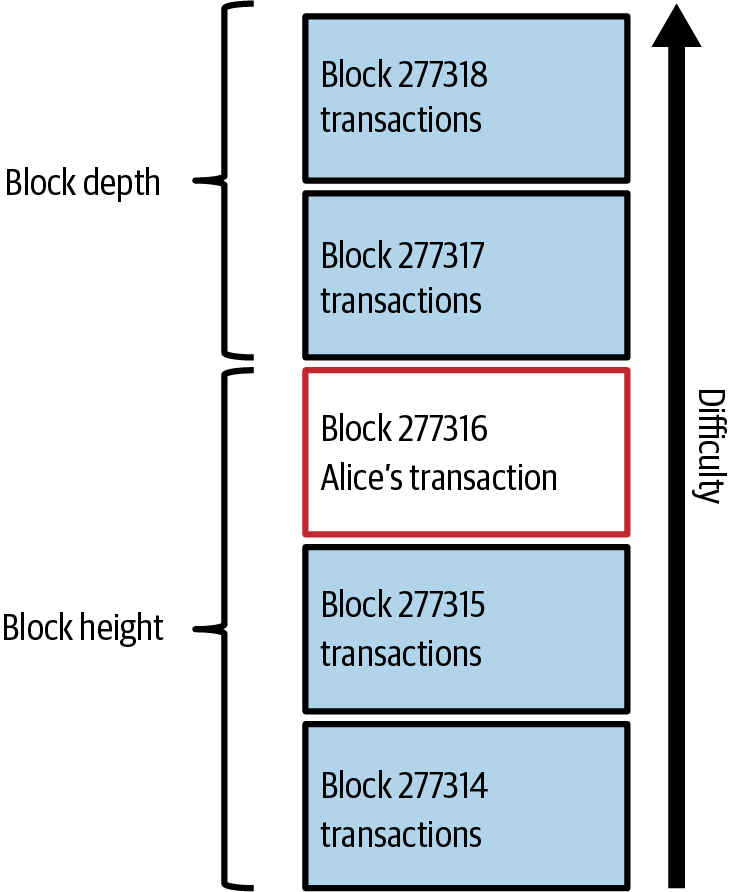 Block 277318
transactions
Block depth
Block 277317
transactions
Block 277316
Alice's transaction
Difficulty
Block 277315
transactions
Block height
Block 277314
transactions